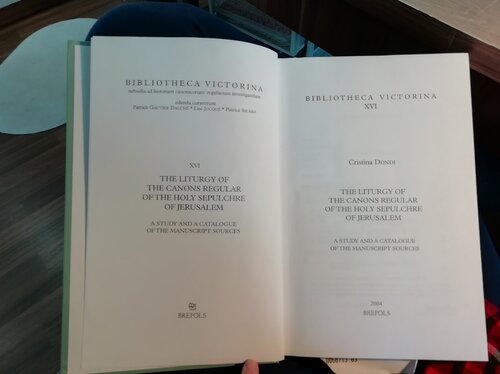 BIBLIOTHECA VICTORINA
subsidia ad historiam canonicorum regularium investigandam
edenda curaverunt
Patrick GAUTIER DALCHÉ * Luc JOCQUÉ * Patrice SICARD
XVI
THE LITURGY OF
THE CANONS REGULAR
OF THE HOLY SEPULCHRE
OF JERUSALEM
A STUDY AND A CATALOGUE
OF THE MANUSCRIPT SOURCES
BREPOLS
BIBLIOTHECA VICTORINA
XVI
Cristina DONDI
THE LITURGY OF
THE CANONS REGULAR
OF THE HOLY SEPULCHRE
OF JERUSALEM
A STUDY AND A CATALOGUE
OF THE MANUSCRIPT SOURCES
2004
BREPOLS